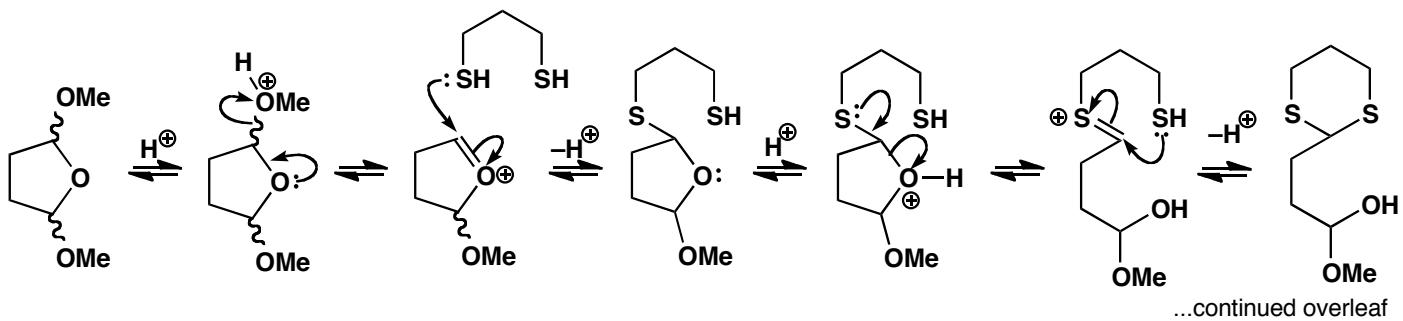 OMe
O
OMe
H⊕
H
⊕
OMe
O:
OMe
:SH SH
O⊕
OMe
–H⊕
S
SH
O:
OMe
H⊕
S:
SH
O–H
⊕
OMe
⊕S
SH
OH
OMe
–H⊕
S S
OH
OMe
...continued overleaf